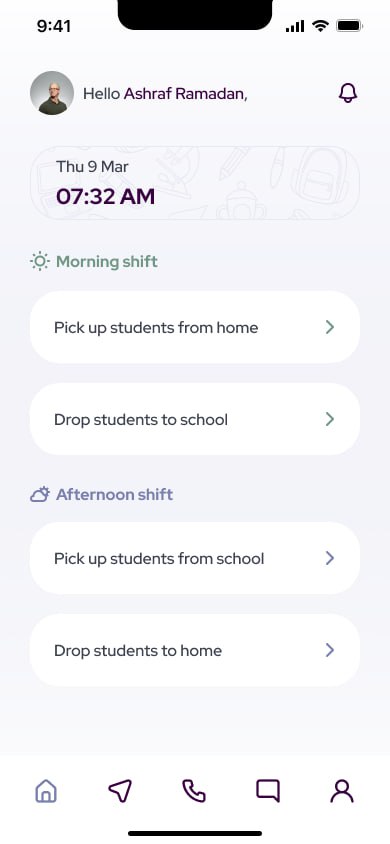 9:41
Hello Ashraf Ramadan,
Thu 9 Mar
07:32 AM
Morning shift
Pick up students from home
Drop students to school
Afternoon shift
Pick up students from school
Drop students to home